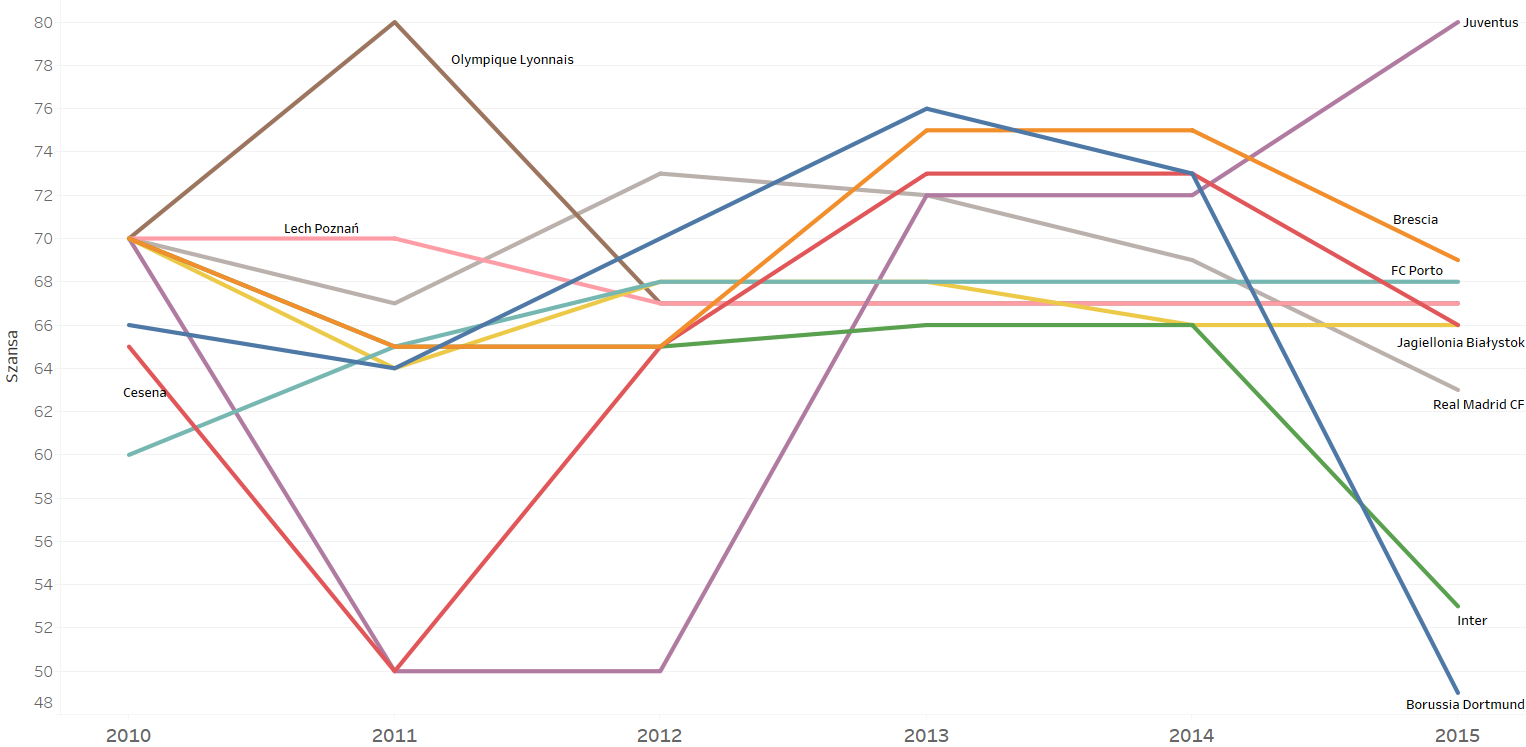 80
Juventus
78
Olympique Lyonnais
76
74
72
Brescia
Lech Poznań
70
FC Porto
68
66
Jagiellonia Białystok
Szansa
64
Cesena
Real Madrid CF
62
60
58
56
54
Inter
52
50
48
Borussia Dortmund
2010 2011 2012 2013 2014 2015